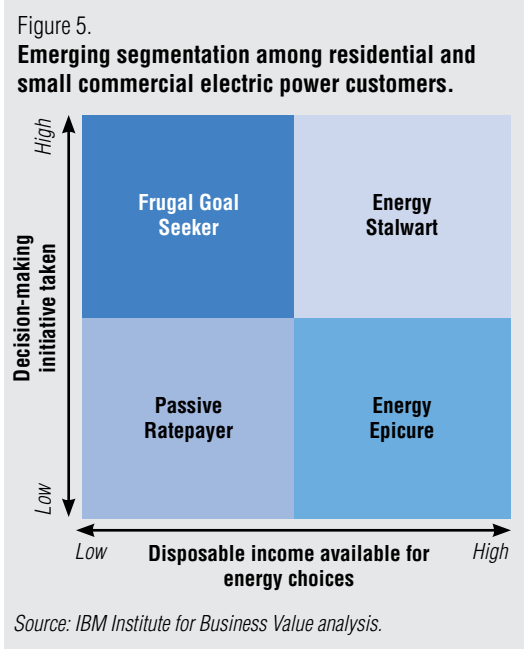 Figure 5.
Emerging segmentation among residential and
small commercial electric power customers.
High
Decision-making
initiative taken
Low
Frugal Goal
Seeker
Energy
Stalwart
Passive
Ratepayer
Energy
Epicure
Low
Disposable income available for
energy choices
High
Source: IBM Institute for Business Value analysis.